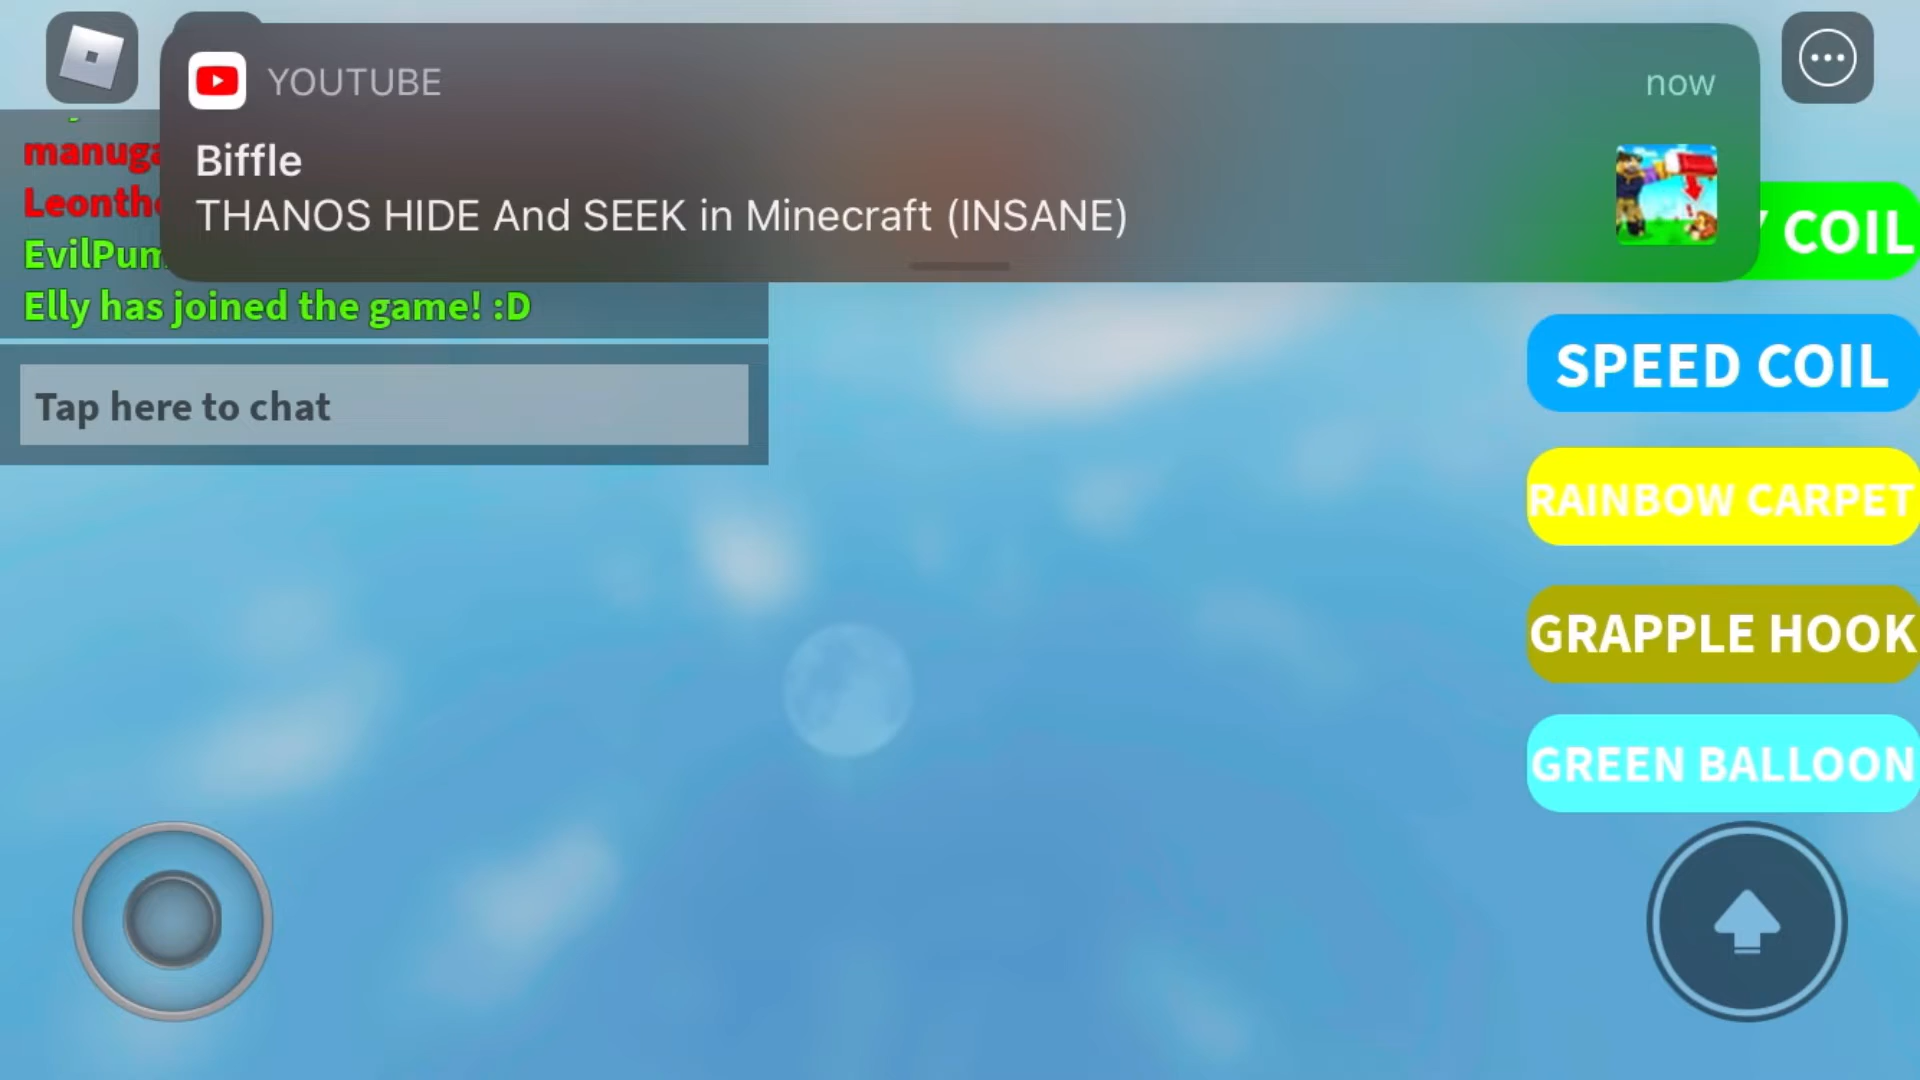 YOUTUBE
now
Biffle
THANOS HIDE And SEEK in Minecraft (INSANE)
Elly has joined the game! :D
Tap here to chat
COIL
SPEED COIL
RAINBOW CARPET
GRAPPLE HOOK
GREEN BALLOON